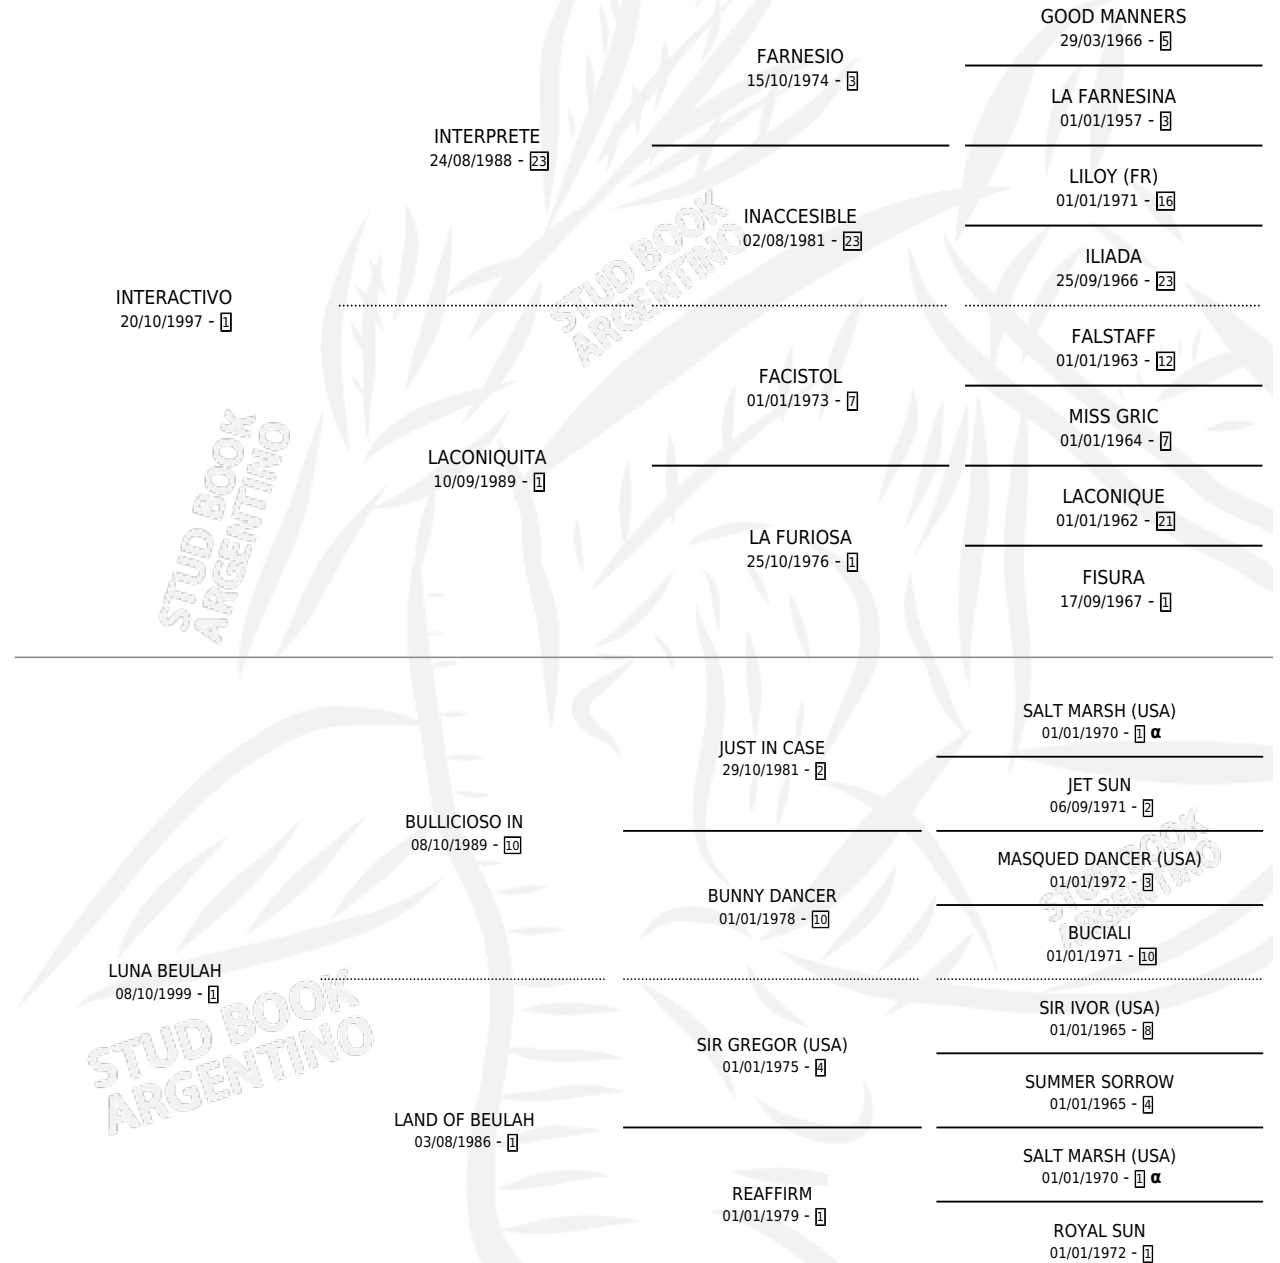 GOOD MANNERS
29/03/1966 - 5
FARNESIO
15/10/1974 - 3
LA FARNESINA
01/01/1957 - 3
INTERPRETE
24/08/1988 - 23
LILOY (FR)
01/01/1971 - 16
INACCESIBLE
02/08/1981 - 23
ILIADA
25/09/1966 - 23
INTERACTIVO
20/10/1997 - 1
FALSTAFF
01/01/1963 - 12
FACISTOL
01/01/1973 - 7
MISS GRIC
01/01/1964 - 7
LACONIQUITA
10/09/1989 - 1
LACONIQUE
01/01/1962 - 21
LA FURIOSA
25/10/1976 - 1
FISURA
17/09/1967 - 1
SALT MARSH (USA)
01/01/1970 - 1 α
JUST IN CASE
29/10/1981 - 2
JET SUN
06/09/1971 - 2
BULLICIOSO IN
08/10/1989 - 10
MASQUED DANCER (USA)
01/01/1972 - 3
BUNNY DANCER
01/01/1978 - 10
BUCIALI
01/01/1971 - 10
LUNA BEULAH
08/10/1999 - 1
SIR IVOR (USA)
01/01/1965 - 8
SIR GREGOR (USA)
01/01/1975 - 4
SUMMER SORROW
01/01/1965 - 4
LAND OF BEULAH
03/08/1986 - 1
SALT MARSH (USA)
01/01/1970 - 1 α
REAFFIRM
01/01/1979 - 1
ROYAL SUN
01/01/1972 - 1
STUD BOOK
ARGENTINO
STUD BOOK
ARGENTINO
STUD BOOK
ARGENTINO
STUD BOOK
ARGENTINO